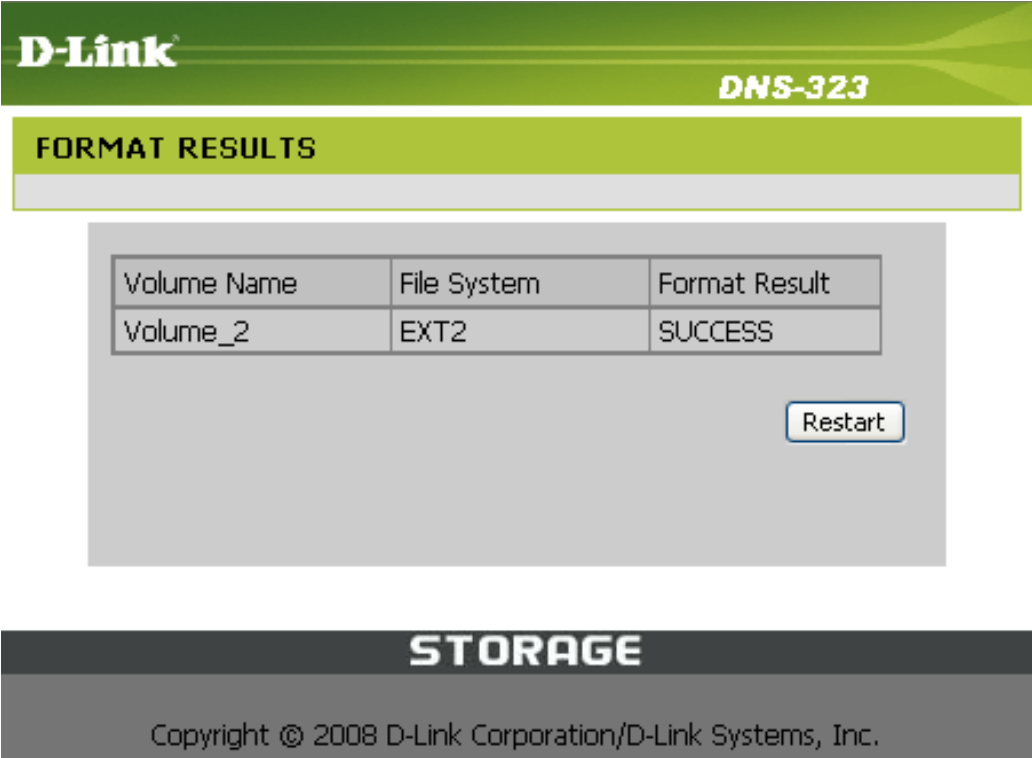 D-Link
DNS-323
FORMAT RESULTS
Volume Name File System Format Result
Volume_2 EXT2 SUCCESS
Restart
STORAGE
Copyright © 2008 D-Link Corporation/D-Link Systems, Inc.